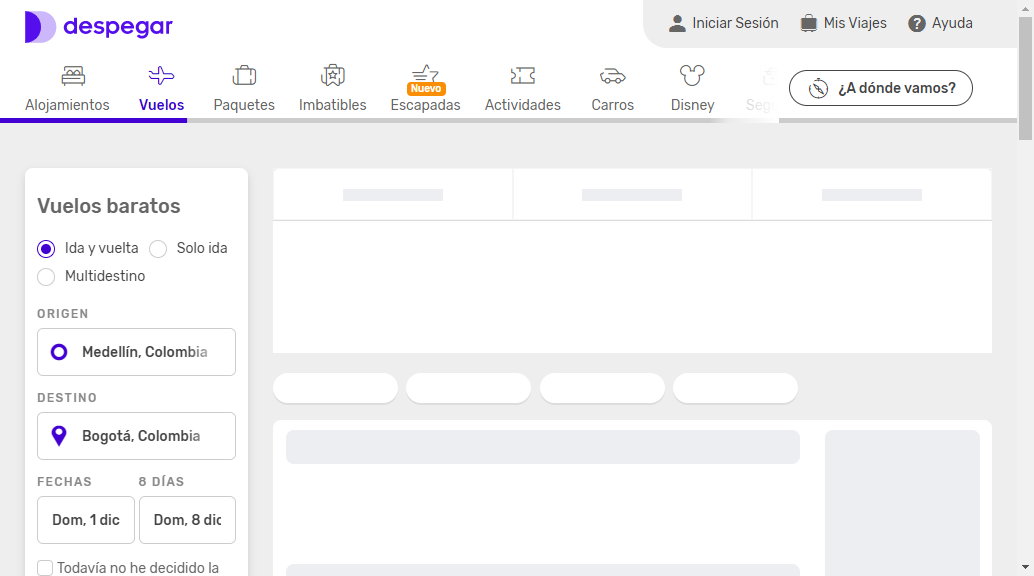 despegar
Iniciar Sesión
Mis Viajes
Ayuda
Alojamientos
Vuelos
Paquetes
Imbatibles
Nuevo
Escapadas
Actividades
Carros
Disney
¿A dónde vamos?
Vuelos baratos
Ida y vuelta
Solo ida
Multidestino
ORIGEN
Medellín, Colombia
DESTINO
Bogotá, Colombia
FECHAS
8 DÍAS
Dom, 1 dic
Dom, 8 dic
Todavía no he decidido la